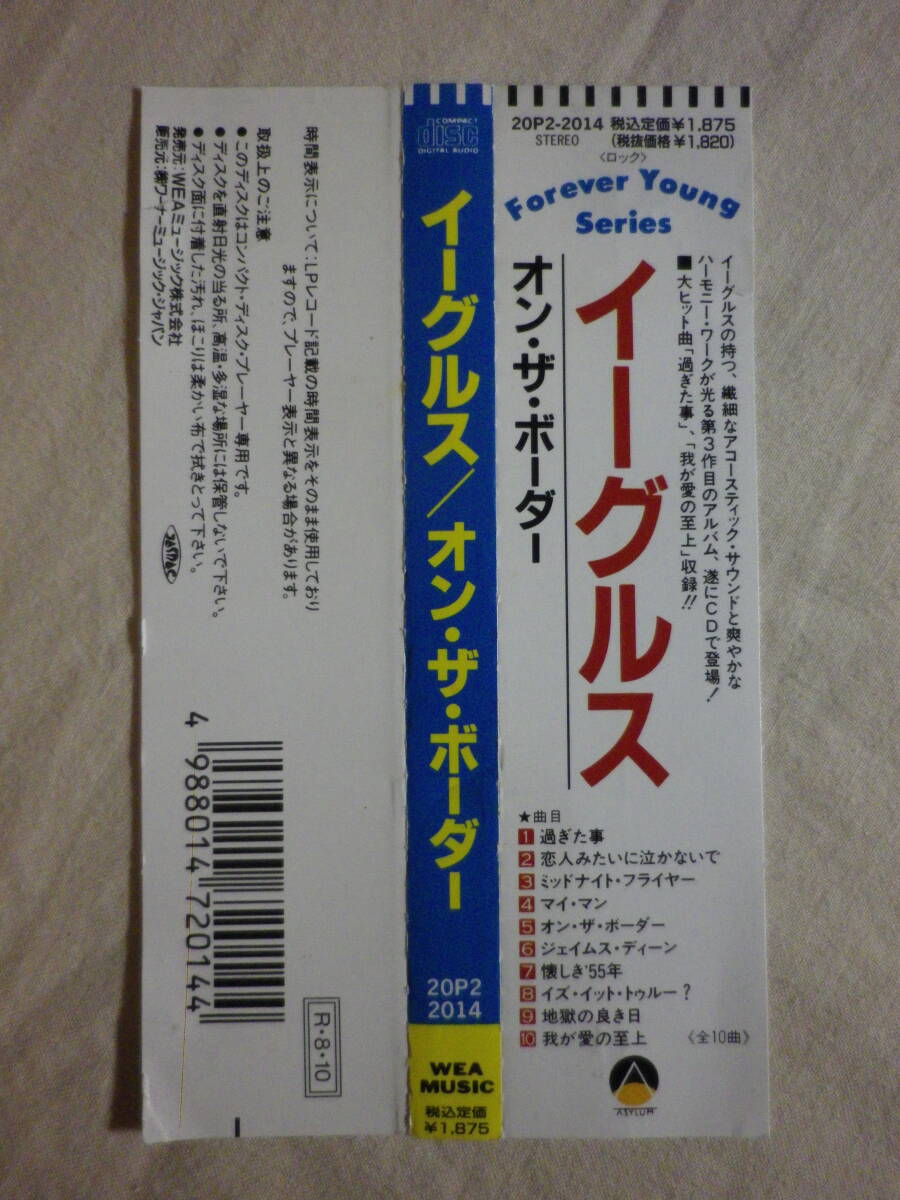 20P2-2014 税込定価¥1,875
STEREO (税抜価格¥1,820)
〈ロック〉
Forever Young
Series
イーグルスの持つ、繊細なアコースティック・サウンドと爽やかな
ハーモニー・ワークが光る第3作目のアルバム、遂にCDで登場!
■大ヒット曲「過ぎた事」、「我が愛の至上」収録!!
イーグルス
オン・ザ・ボーダー
★曲目
1 過ぎた事
2 恋人みたいに泣かないで
3 ミッドナイト・フライヤー
4 マイ・マン
5 オン・ザ・ボーダー
6 ジェイムス・ディーン
7 懐しき'55年
8 イズ・イット・トゥルー?
9 地獄の良き日
10 我が愛の至上 〈全10曲〉
ASYLUM
COMPACT
disc
DIGITAL AUDIO
イーグルス/オン・ザ・ボーダー
20P2
2014
WEA
MUSIC
税込定価
¥1,875
時間表示について:LPレコード記載の時間表示をそのまま使用しており
ますので、プレーヤー表示と異なる場合があります。
取扱上のご注意
●このディスクはコンパクト・ディスク・プレーヤー専用です。
●ディスクを直射日光の当る所、高温・多湿な場所には保管しないで下さい。
●ディスク面に付着した汚れ、ほこりは柔かい布で拭きとって下さい。
発売元:WEAミュージック株式会社
販売元:㈱ワーナーミュージック・ジャパン
JASRAC
4 988014 720144
R・8・10